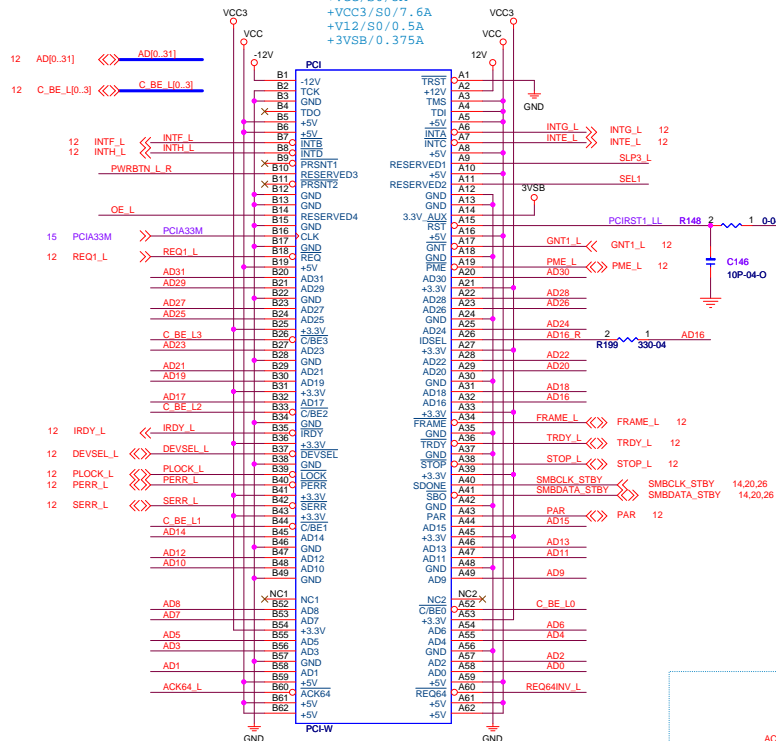 +VCC3/S0/7.6A
+V12/S0/0.5A
+3VSB/0.375A
VCC3
VCC3
VCC
VCC
-12V
12V
12 AD[0..31] AD[0..31]
12 C_BE_L[0..3] C_BE_L[0..3]
PCI
B1 -12V TRST A1
B2 TCK +12V A2
B3 GND TMS A3
GND
B4 TDO TDI A4
B5 +5V +5V A5
B6 +5V INTA A6 INTG_L INTG_L 12
12 INTF_L INTF_L B7 INTB INTC A7 INTE_L INTE_L 12
12 INTH_L INTH_L B8 INTD +5V A8
B9 PRSNT1 RESERVED1 A9 SLP3_L
PWRBTN_L_R B10 RESERVED3 +5V A10
B11 PRSNT2 RESERVED2 A11 SEL1
B12 GND GND A12
3VSB
B13 GND GND A13
OE_L B14 RESERVED4 3.3V_AUX A14
B15 GND RST A15 PCIRST1_LL R148 2 1 0-0
15 PCIA33M PCIA33M B16 CLK +5V A16
B17 GND GNT A17 GNT1_L GNT1_L 12
12 REQ1_L REQ1_L B18 REQ GND A18
B19 +5V PME A19 PME_L PME_L 12
C146
10P-04-O
AD31 B20 AD31 AD30 A20 AD30
AD29 B21 AD29 +3.3V A21
B22 GND AD28 A22 AD28
AD27 B23 AD27 AD26 A23 AD26
AD25 B24 AD25 GND A24
B25 +3.3V AD24 A25 AD24
C_BE_L3 B26 C/BE3 IDSEL A26 AD16_R 2 1 AD16
R199 330-04
AD23 B27 AD23 +3.3V A27
B28 GND AD22 A28 AD22
AD21 B29 AD21 AD20 A29 AD20
AD19 B30 AD19 GND A30
B31 +3.3V AD18 A31 AD18
AD17 B32 AD17 AD16 A32 AD16
C_BE_L2 B33 C/BE2 +3.3V A33
B34 GND FRAME A34 FRAME_L FRAME_L 12
12 IRDY_L IRDY_L B35 IRDY GND A35
B36 +3.3V TRDY A36 TRDY_L TRDY_L 12
12 DEVSEL_L DEVSEL_L B37 DEVSEL GND A37
B38 GND STOP A38 STOP_L STOP_L 12
12 PLOCK_L PLOCK_L B39 LOCK +3.3V A39
12 PERR_L PERR_L B40 PERR SDONE A40 SMBCLK_STBY SMBCLK_STBY 14,20,26
B41 +3.3V SBO A41 SMBDATA_STBY SMBDATA_STBY 14,20,26
12 SERR_L SERR_L B42 SERR GND A42
B43 +3.3V PAR A43 PAR PAR 12
C_BE_L1 B44 C/BE1 AD15 A44 AD15
AD14 B45 AD14 +3.3V A45
B46 GND AD13 A46 AD13
AD12 B47 AD12 AD11 A47 AD11
AD10 B48 AD10 GND A48
B49 GND AD9 A49 AD9
NC1 NC1 NC2 NC2
AD8 B52 AD8 C/BE0 A52 C_BE_L0
AD7 B53 AD7 +3.3V A53
B54 +3.3V AD6 A54 AD6
AD5 B55 AD5 AD4 A55 AD4
AD3 B56 AD3 GND A56
B57 GND AD2 A57 AD2
AD1 B58 AD1 AD0 A58 AD0
B59 +5V +5V A59
ACK64_L B60 ACK64 REQ64 A60 REQ64INV_L
B61 +5V +5V A61
B62 +5V +5V A62
PCI-W
GND
GND
AC